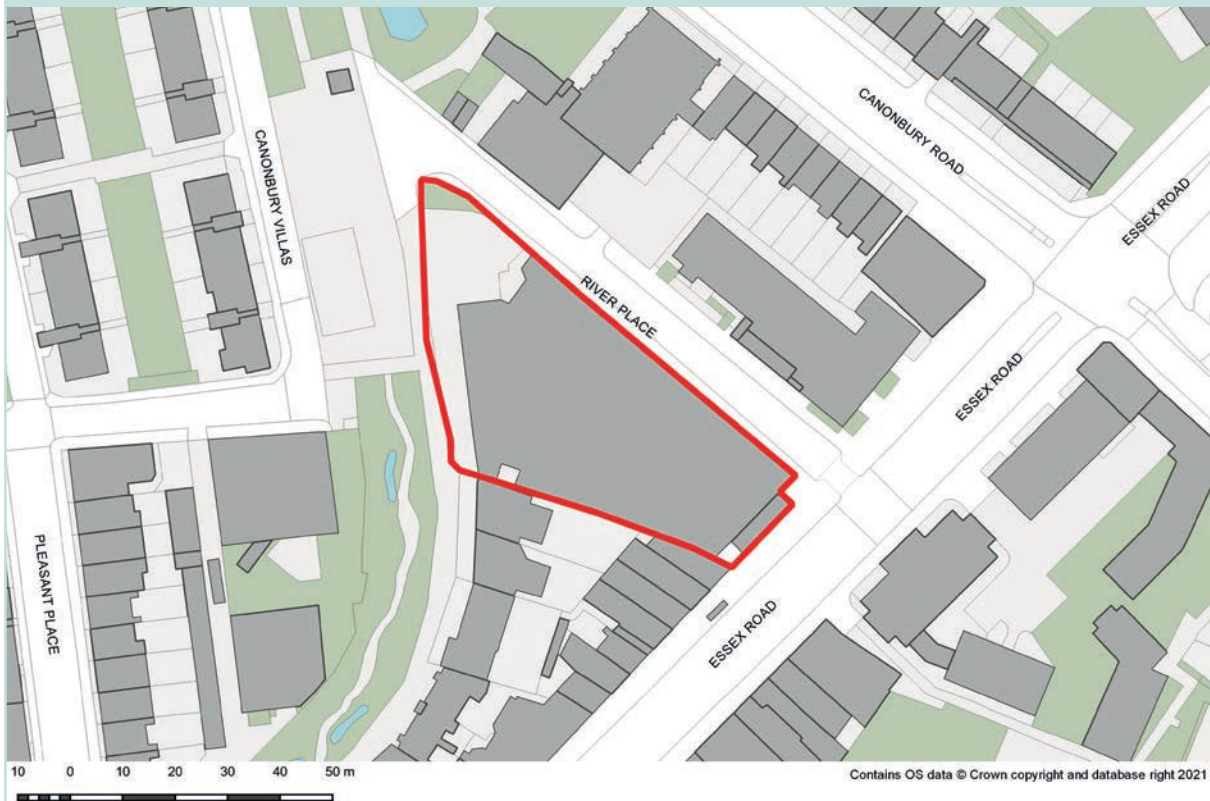 CANONBURY ROAD
CANONBURY VILLAS
ESSEX ROAD
RIVER PLACE
ESSEX ROAD
PLEASANT PLACE
ESSEX ROAD
10 0 10 20 30 40 50 m
Contains OS data © Crown copyright and database right 2021